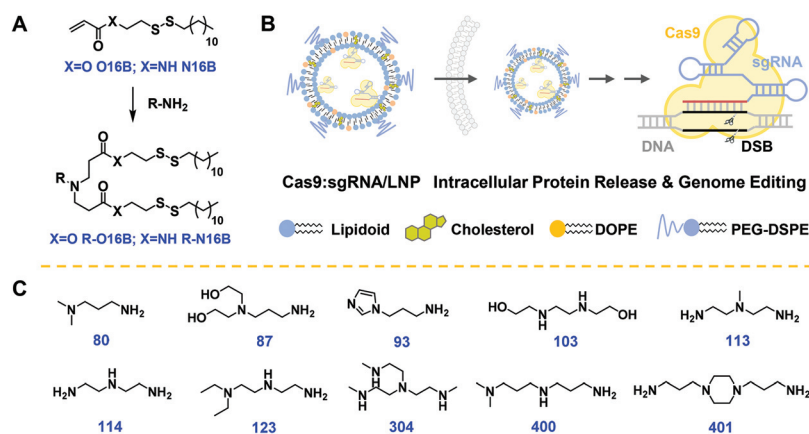 A
X
O
S
S
10
X=O O16B; X=NH N16B
R-NH2
O
X
S
S
10
R
N
O
X
S
S
10
X=O R-O16B; X=NH R-N16B
B
Cas9
sgRNA
DNA
DSB
Cas9:sgRNA/LNP Intracellular Protein Release & Genome Editing
Lipidoid
Cholesterol
DOPE
PEG-DSPE
C
N
NH2
80
HO
HO
N
NH2
87
N
N
NH2
93
HO
N
H
H
N
OH
103
H2N
N
NH2
113
H2N
H
N
NH2
114
N
H
N
NH2
123
N
H
N
H
N
N
H
304
N
N
H
NH2
400
H2N
N
N
NH2
401